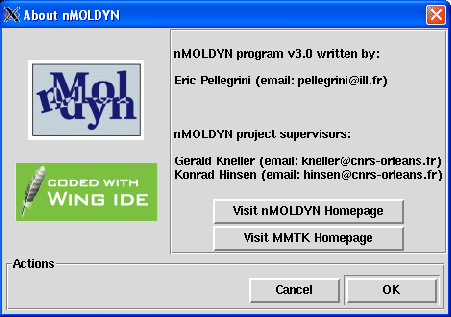 About nMOLDYN
nMol
dyn
CODED WITH
WING IDE
nMOLDYN program v3.0 written by:
Eric Pellegrini (email: pellegrini@ill.fr)
nMOLDYN project supervisors:
Gerald Kneller (email: kneller@cnrs-orleans.fr)
Konrad Hinsen (email: hinsen@cnrs-orleans.fr)
Visit nMOLDYN Homepage
Visit MMTK Homepage
Actions
Cancel
OK